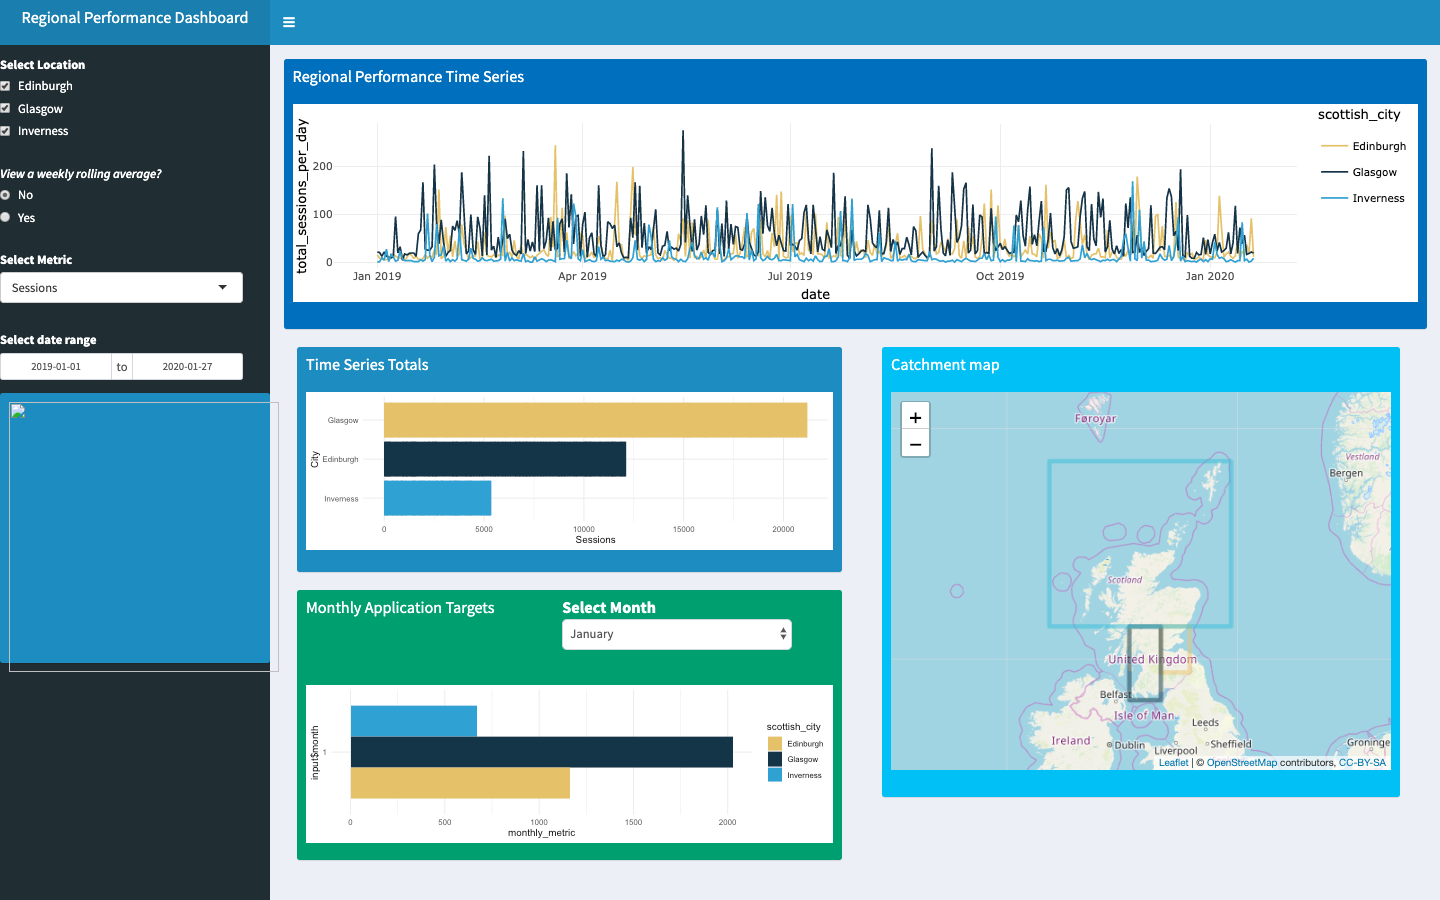 Regional Performance Dashboard
Select Location
Edinburgh
Glasgow
Inverness
View a weekly rolling average?
No
Yes
Select Metric
Sessions
Select date range
2019-01-01 to 2020-01-27
Regional Performance Time Series
total_sessions_per_day
200
100
0
Jan 2019 Apr 2019 Jul 2019 Oct 2019 Jan 2020
date
scottish_city
Edinburgh
Glasgow
Inverness
Time Series Totals
City
Glasgow
Edinburgh
Inverness
0 5000 10000 15000 20000
Sessions
Monthly Application Targets
Select Month
January
input$month
1
0 500 1000 1500 2000
monthly_metric
scottish_city
Edinburgh
Glasgow
Inverness
Catchment map
+
−
Føroyar
Vestland
Bergen
Scotland
United Kingdom
Belfast
Isle of Man
Leeds
Ireland
Dublin
Liverpool
Sheffield
Groninge
Leaflet | © OpenStreetMap contributors, CC-BY-SA